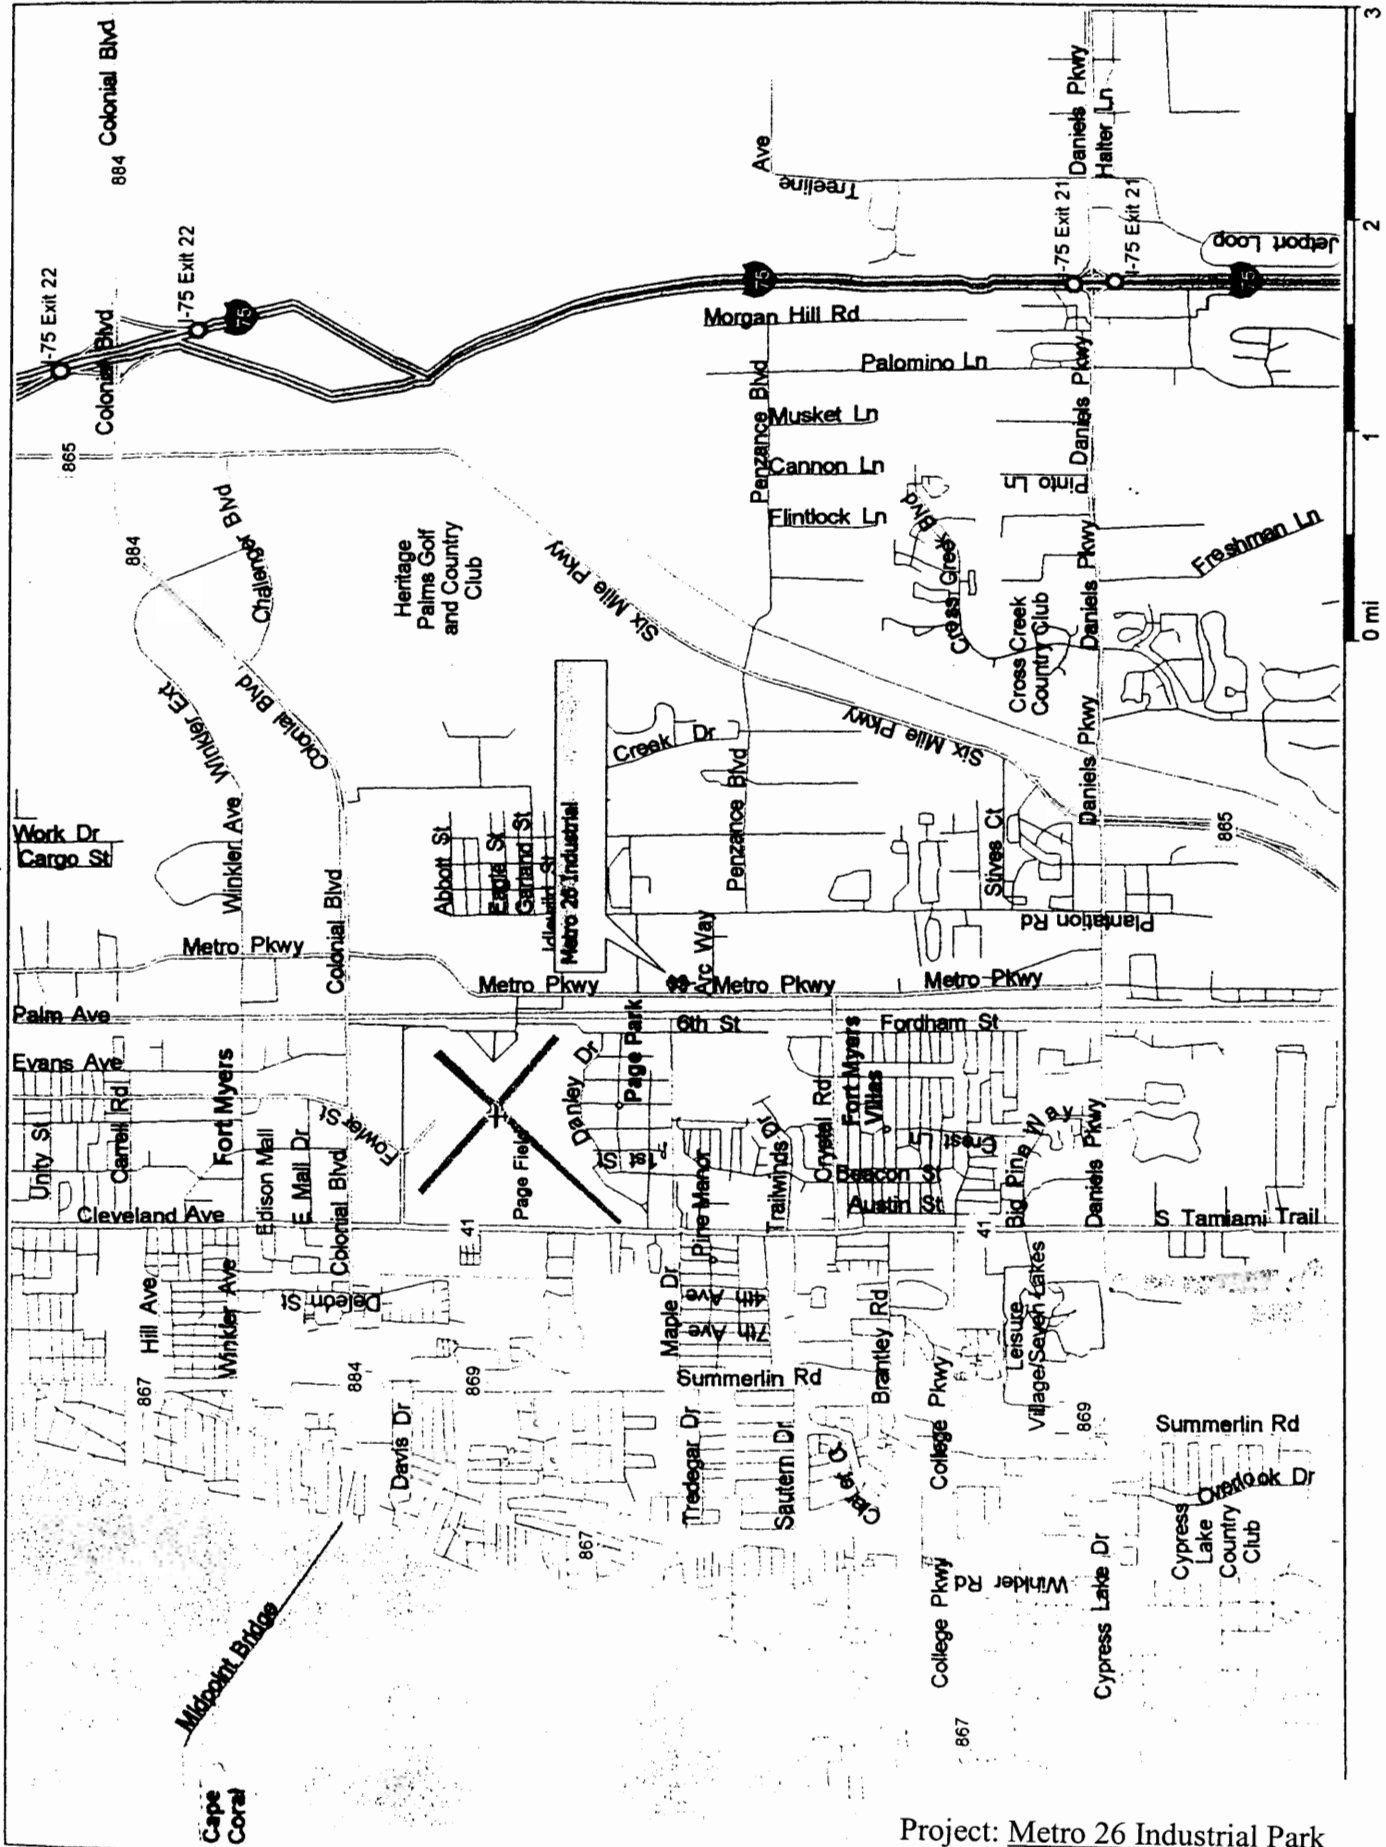 Colonial Blvd
884
I-75 Exit 22
I-75 Exit 22
Colonial Blvd
75
865
884
Chalenger Blvd
Winkler Ext
Colonial Blvd
Heritage
Palms Golf
and Country
Club
Six Mile Pkwy
Six Mile Pkwy
Ave
Treeline
Daniels Pkwy
Halter Ln
I-75 Exit 21
I-75 Exit 21
Jetport Loop
75
75
Morgan Hill Rd
Palomino Ln
Penzance Blvd
Musket Ln
Cannon Ln
Flintlock Ln
Daniels Pkwy
Pinto Ln
Daniels Pkwy
Freshman Ln
Cross Creek Blvd
Cross Creek
Country Club
Daniels Pkwy
Daniels Pkwy
865
Creek Dr
Penzance Blvd
Work Dr
Cargo St
Winkler Ave
Colonial Blvd
Abbott St
Eagle St
Garland St
Idlewild St
Metro 26 Industrial
Stives Ct
Plantation Rd
Arc Way
Metro Pkwy
Metro Pkwy
Metro Pkwy
Metro Pkwy
Palm Ave
6th St
Fordham St
Evans Ave
Fort Myers
Page Park
Danley Dr
Fort Myers
Villas
Unity St
Carrell Rd
Edison Mall
E Mall Dr
Fowler St
Colonial Blvd
Page Field
1st St
Pine Manor
Trailwinds Dr
Crystal Rd
Beacon St
Austin St
Crest Ln
Big Pine Way
Daniels Pkwy
Cleveland Ave
41
41
S Tamiami Trail
Hill Ave
Winkler Ave
Deleon St
Maple Dr
4th Ave
7th Ave
Brantley Rd
Leisure
Village/Seven Lakes
867
884
869
Summerlin Rd
College Pkwy
869
Summerlin Rd
Davis Dr
Tredegar Dr
Sautern Dr
Claret Ct
College Pkwy
Overlook Dr
867
Cypress
Lake
Country
Club
Winkler Rd
Cypress Lake Dr
College Pkwy
867
Midpoint Bridge
Cape
Coral
0 mi
1
2
3
Project: Metro 26 Industrial Park